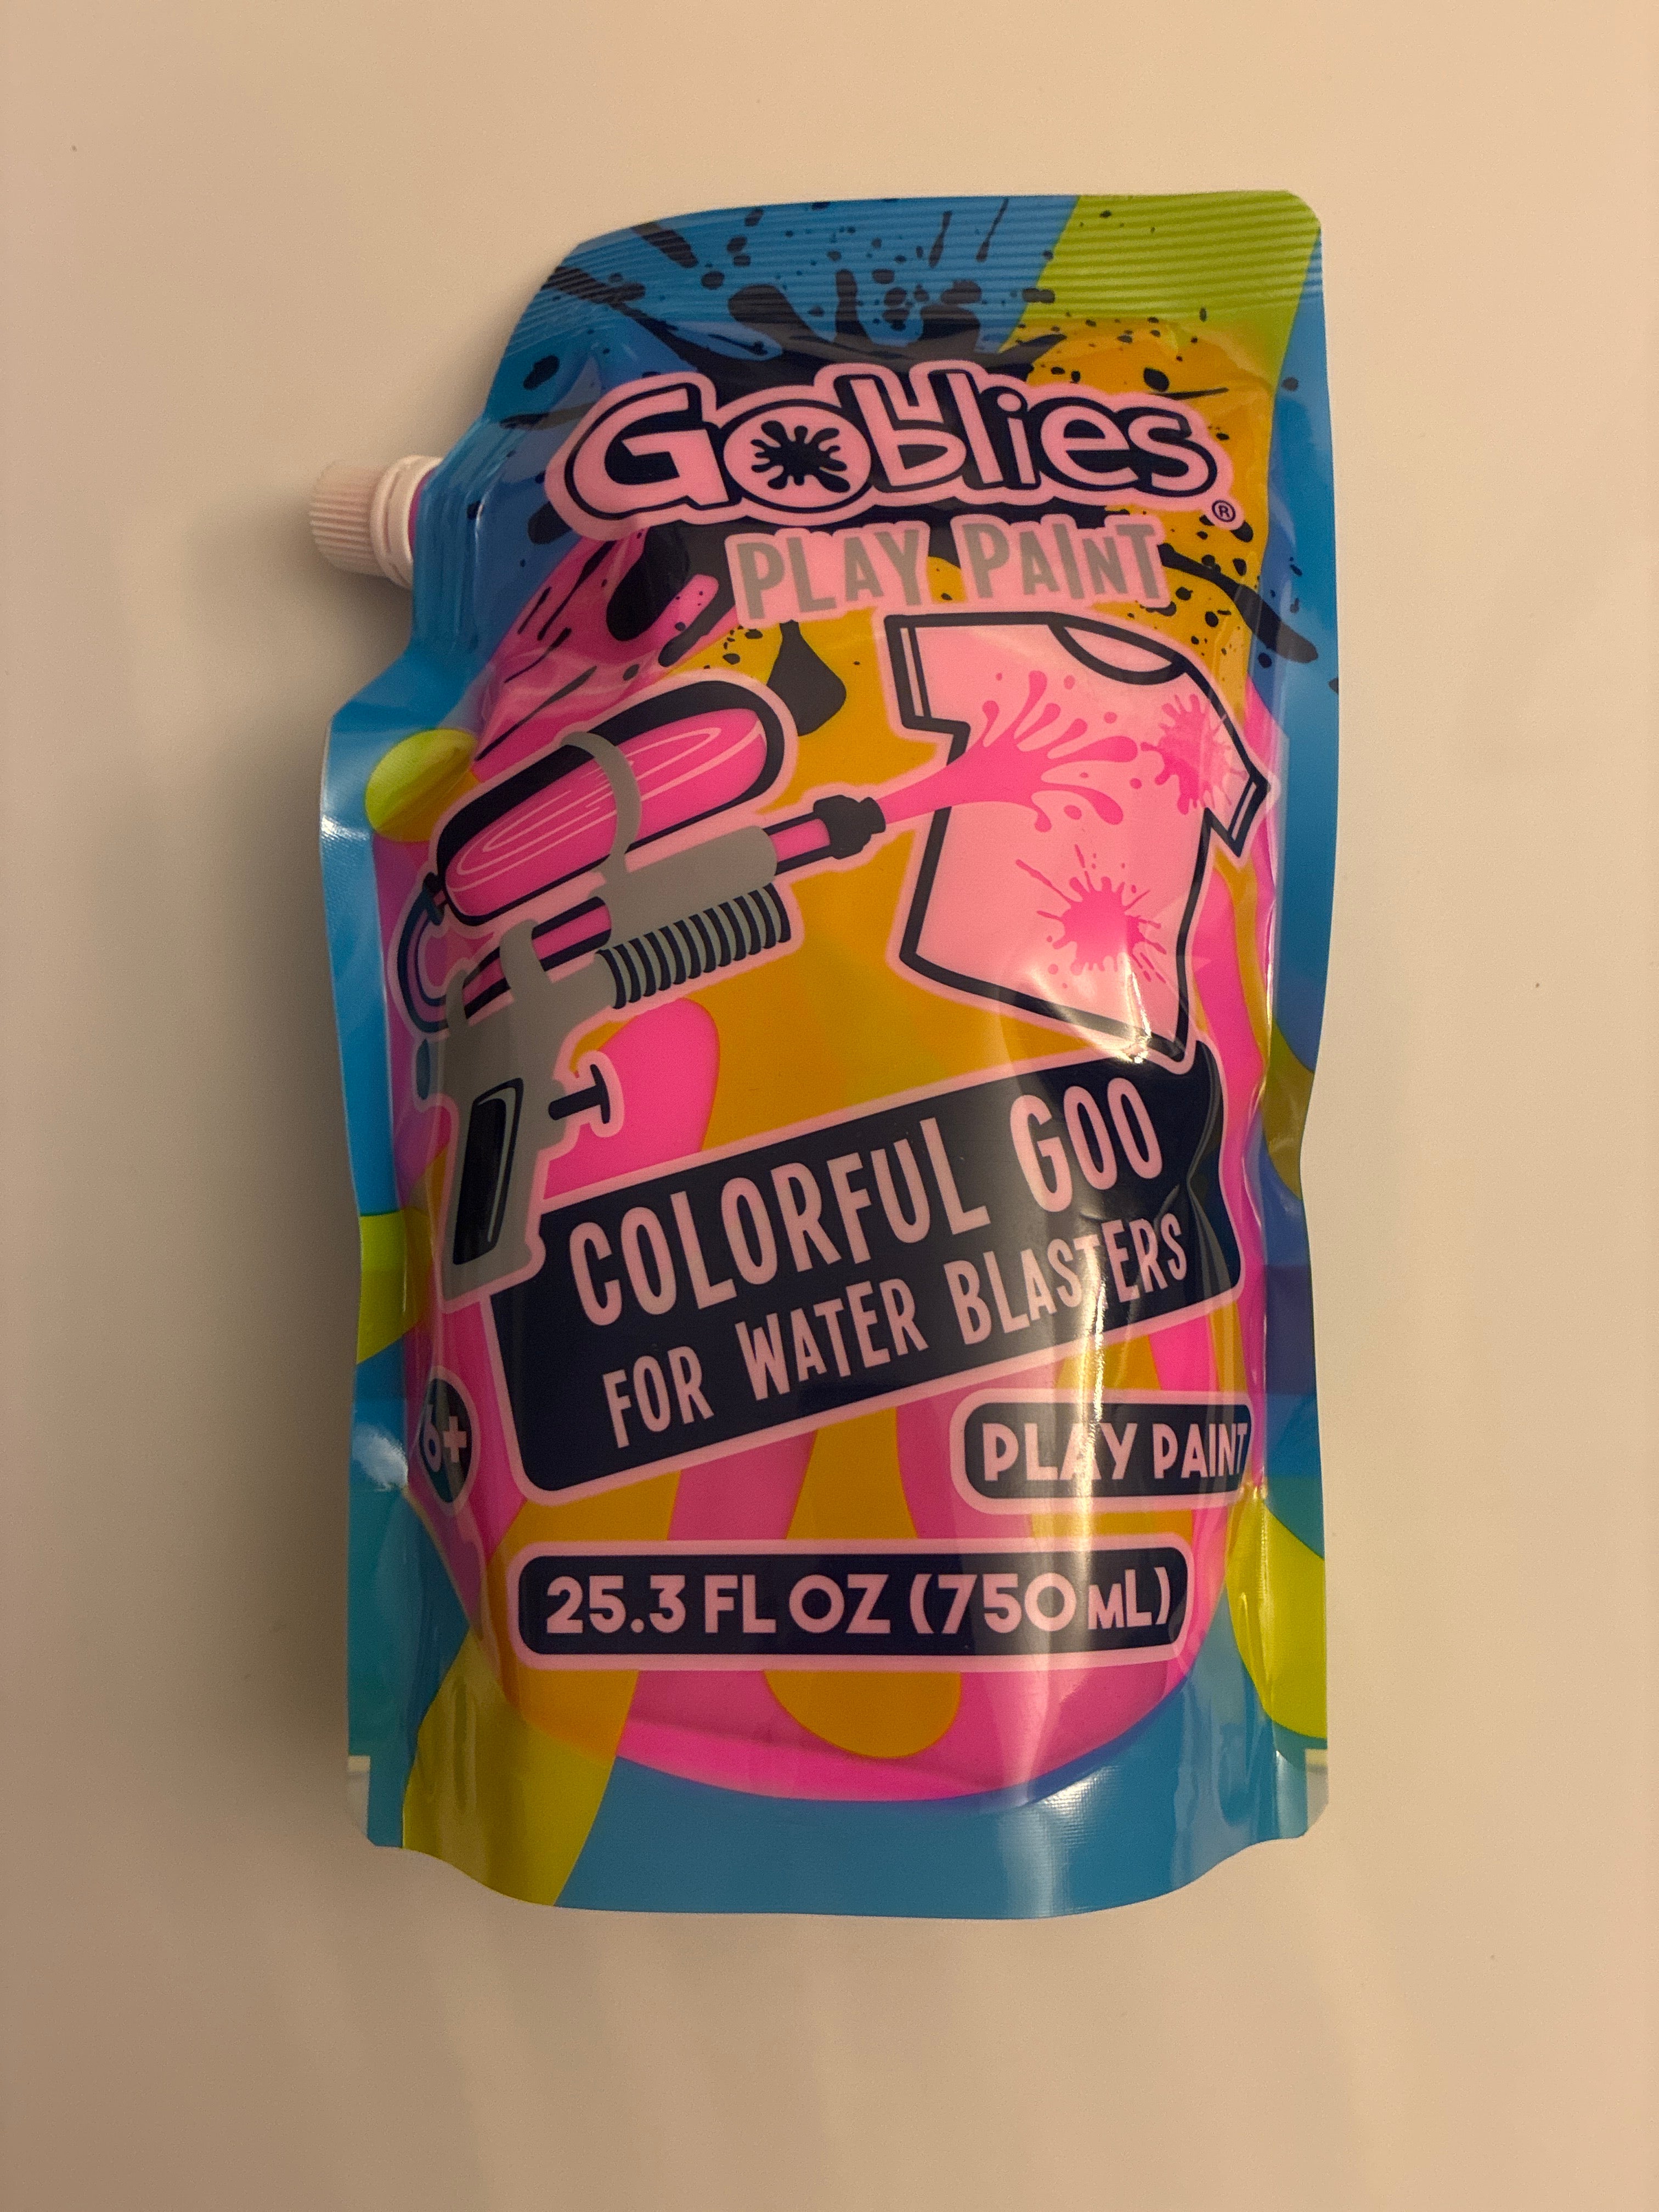 Goblies®
PLAY PAINT
COLORFUL GOO
FOR WATER BLASTERS
6+
PLAY PAINT
25.3 FL OZ (750 mL)